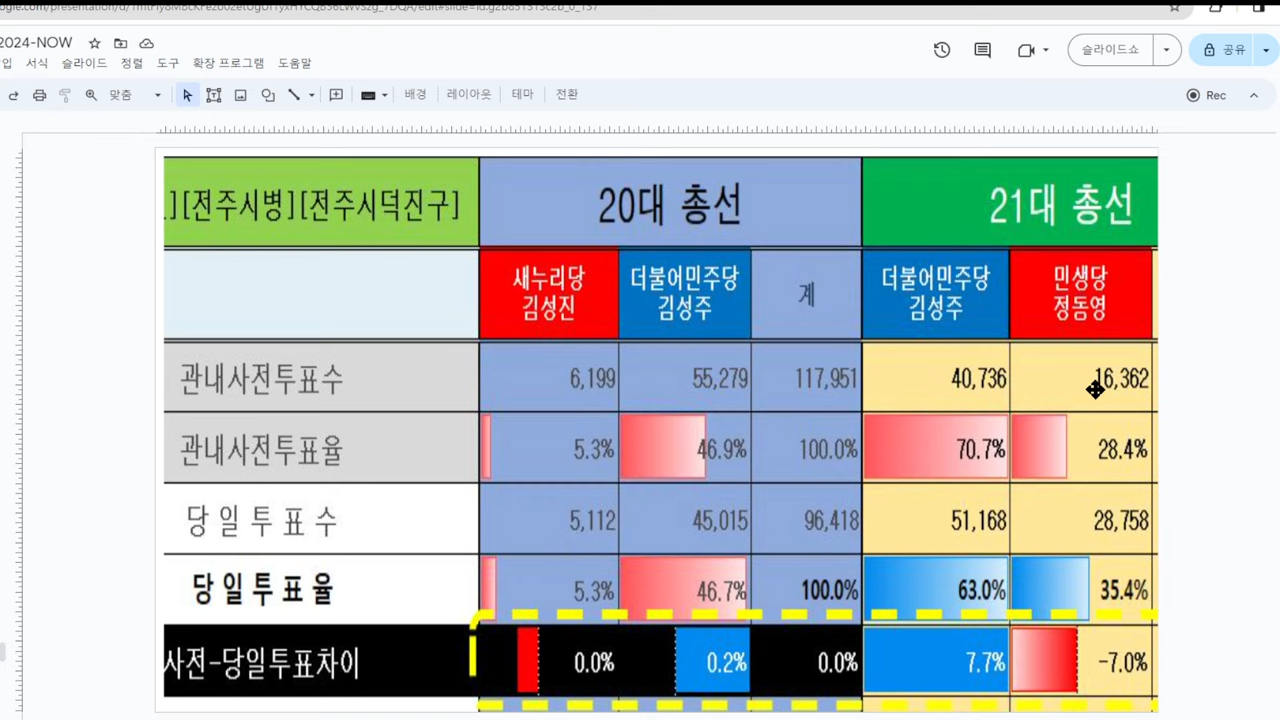 2024-NOW
입 서식 슬라이드 정렬 도구 확장 프로그램 도움말
슬라이드쇼
공유
맞춤
배경 레이아웃 테마 전환
Rec
][전주시병][전주시덕진구] 20대 총선 21대 총선
새누리당 더불어민주당 계 더불어민주당 민생당
김성진 김성주 김성주 정동영
관내사전투표수 6,199 55,279 117,951 40,736 16,362
관내사전투표율 5.3% 46.9% 100.0% 70.7% 28.4%
당 일 투 표 수 5,112 45,015 96,418 51,168 28,758
당 일 투 표 율 5.3% 46.7% 100.0% 63.0% 35.4%
사전-당일투표차이 0.0% 0.2% 0.0% 7.7% -7.0%